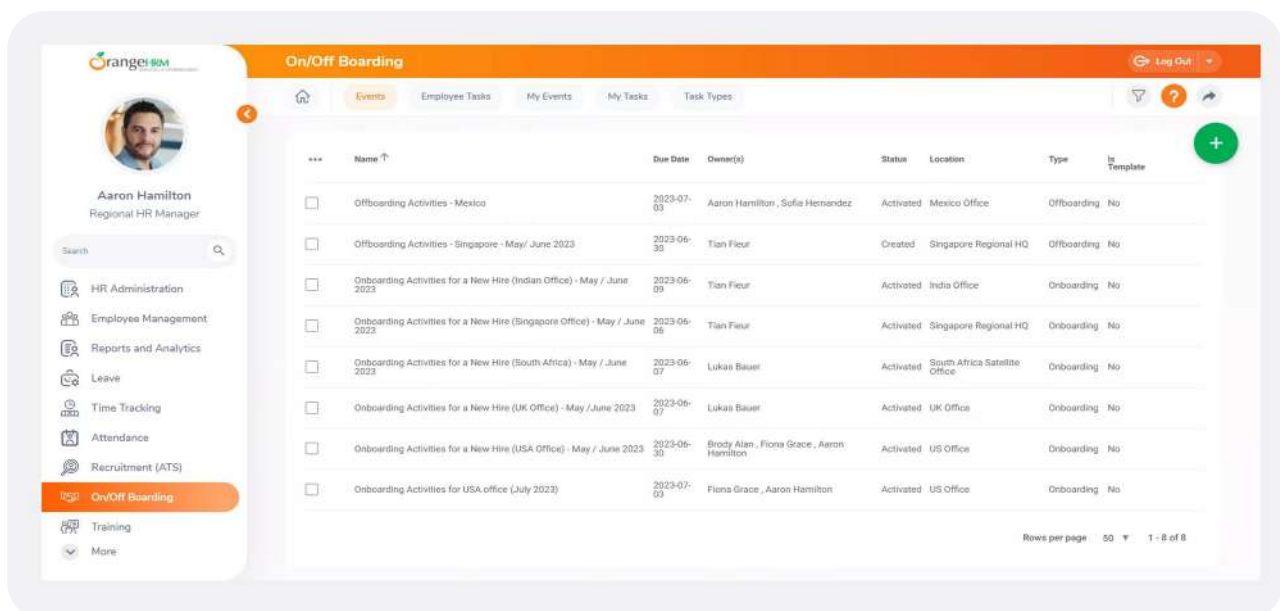 OrangeHRM
On/Off Boarding
Log Out
Aaron Hamilton
Regional HR Manager
Search
HR Administration
Employee Management
Reports and Analytics
Leave
Time Tracking
Attendance
Recruitment (ATS)
On/Off Boarding
Training
More
Events Employee Tasks My Events My Tasks Task Types
?
+
Name Due Date Owner(s) Status Location Type Is
Template
Offboarding Activities - Mexico 2023-07-
03 Aaron Hamilton , Sofia Hernandez Activated Mexico Office Offboarding No
Offboarding Activities - Singapore - May/ June 2023 2023-06-
30 Tian Fieur Created Singapore Regional HQ Offboarding No
Onboarding Activities for a New Hire (Indian Office) - May / June
2023 2023-06-
09 Tian Fieur Activated India Office Onboarding No
Onboarding Activities for a New Hire (Singapore Office) - May / June
2023 2023-06-
06 Tian Fieur Activated Singapore Regional HQ Onboarding No
Onboarding Activities for a New Hire (South Africa) - May / June
2023 2023-06-
07 Lukas Bauer Activated South Africa Satellite
Office Onboarding No
Onboarding Activities for a New Hire (UK Office) - May /June 2023 2023-06-
07 Lukas Bauer Activated UK Office Onboarding No
Onboarding Activities for a New Hire (USA Office) - May / June 2023 2023-06-
30 Brody Alan , Fiona Grace , Aaron
Hamilton Activated US Office Onboarding No
Onboarding Activities for USA office (July 2023) 2023-07-
03 Fiona Grace , Aaron Hamilton Activated US Office Onboarding No
Rows per page 50 1 - 8 of 8